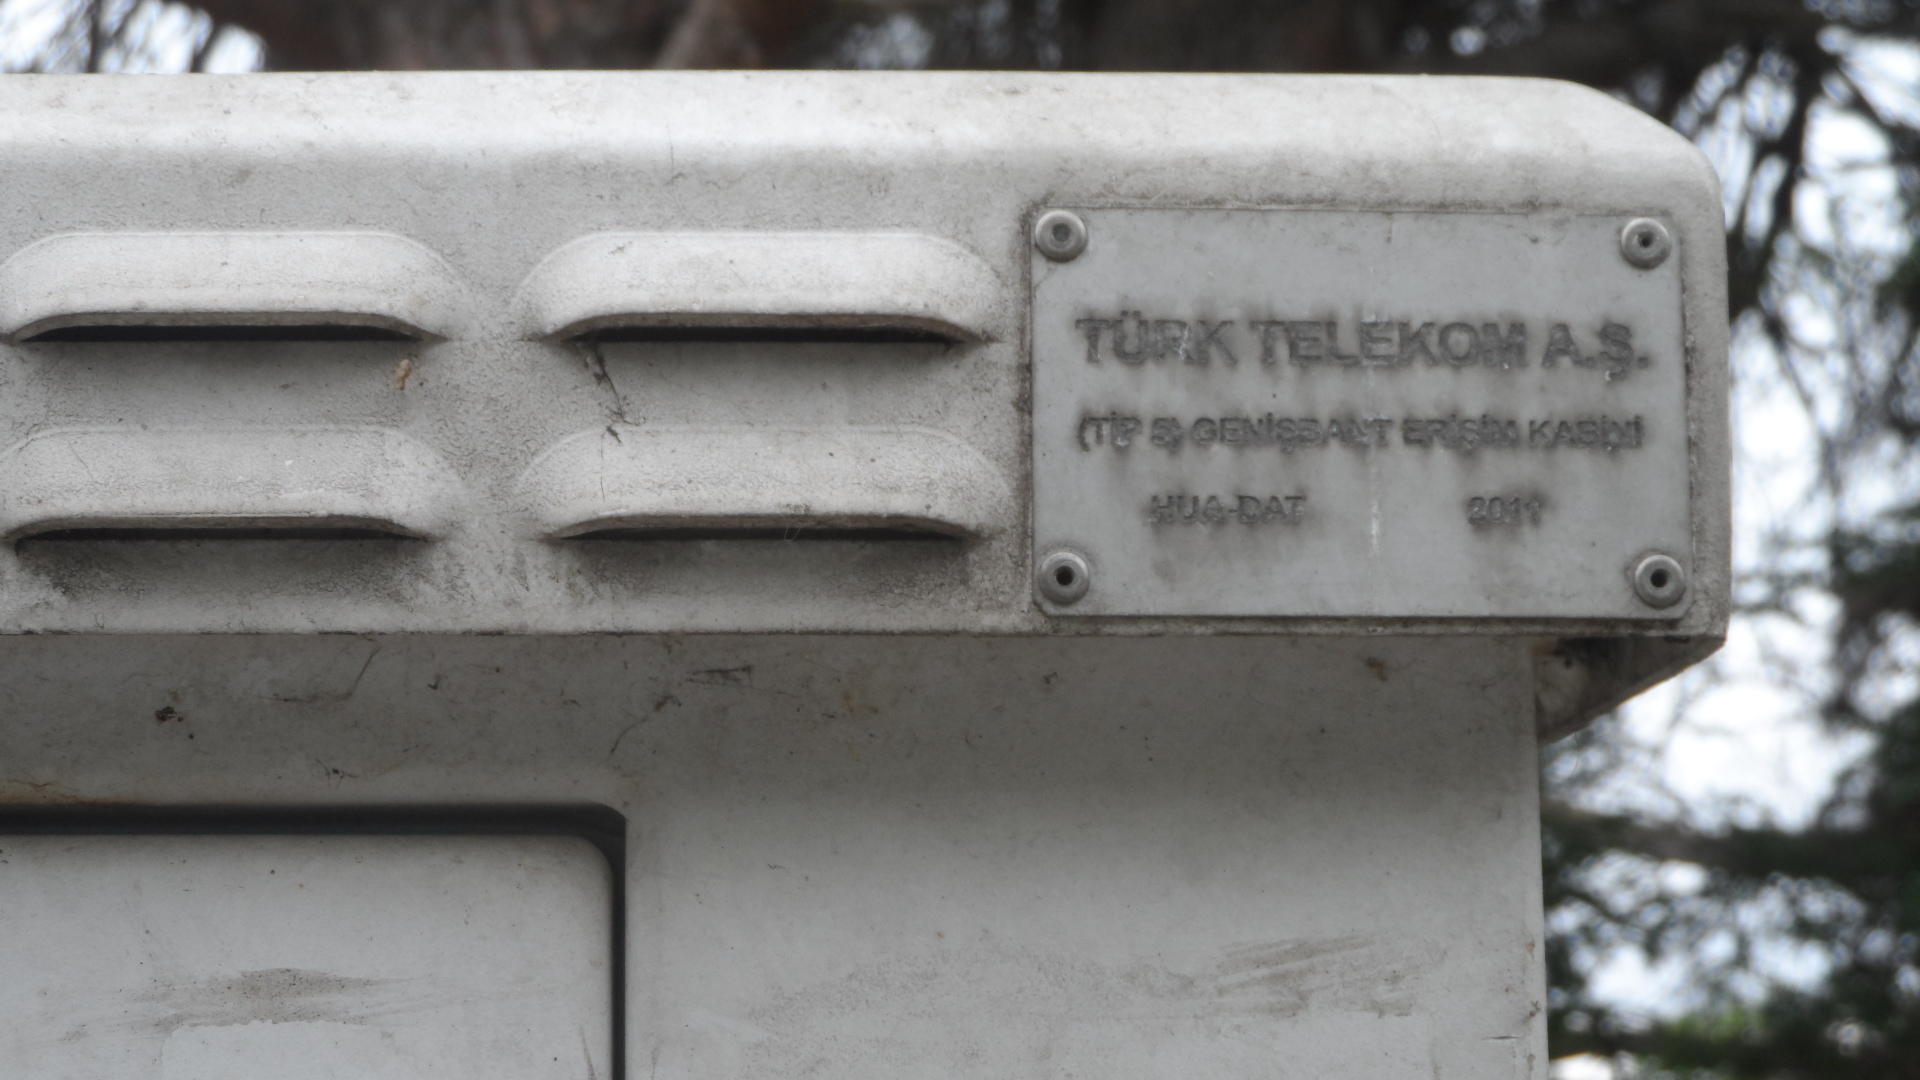 TÜRK TELEKOM A.Ş.
(TİP 5) GENİŞBANT ERİŞİM KABİNİ
HUA-DAT 2011